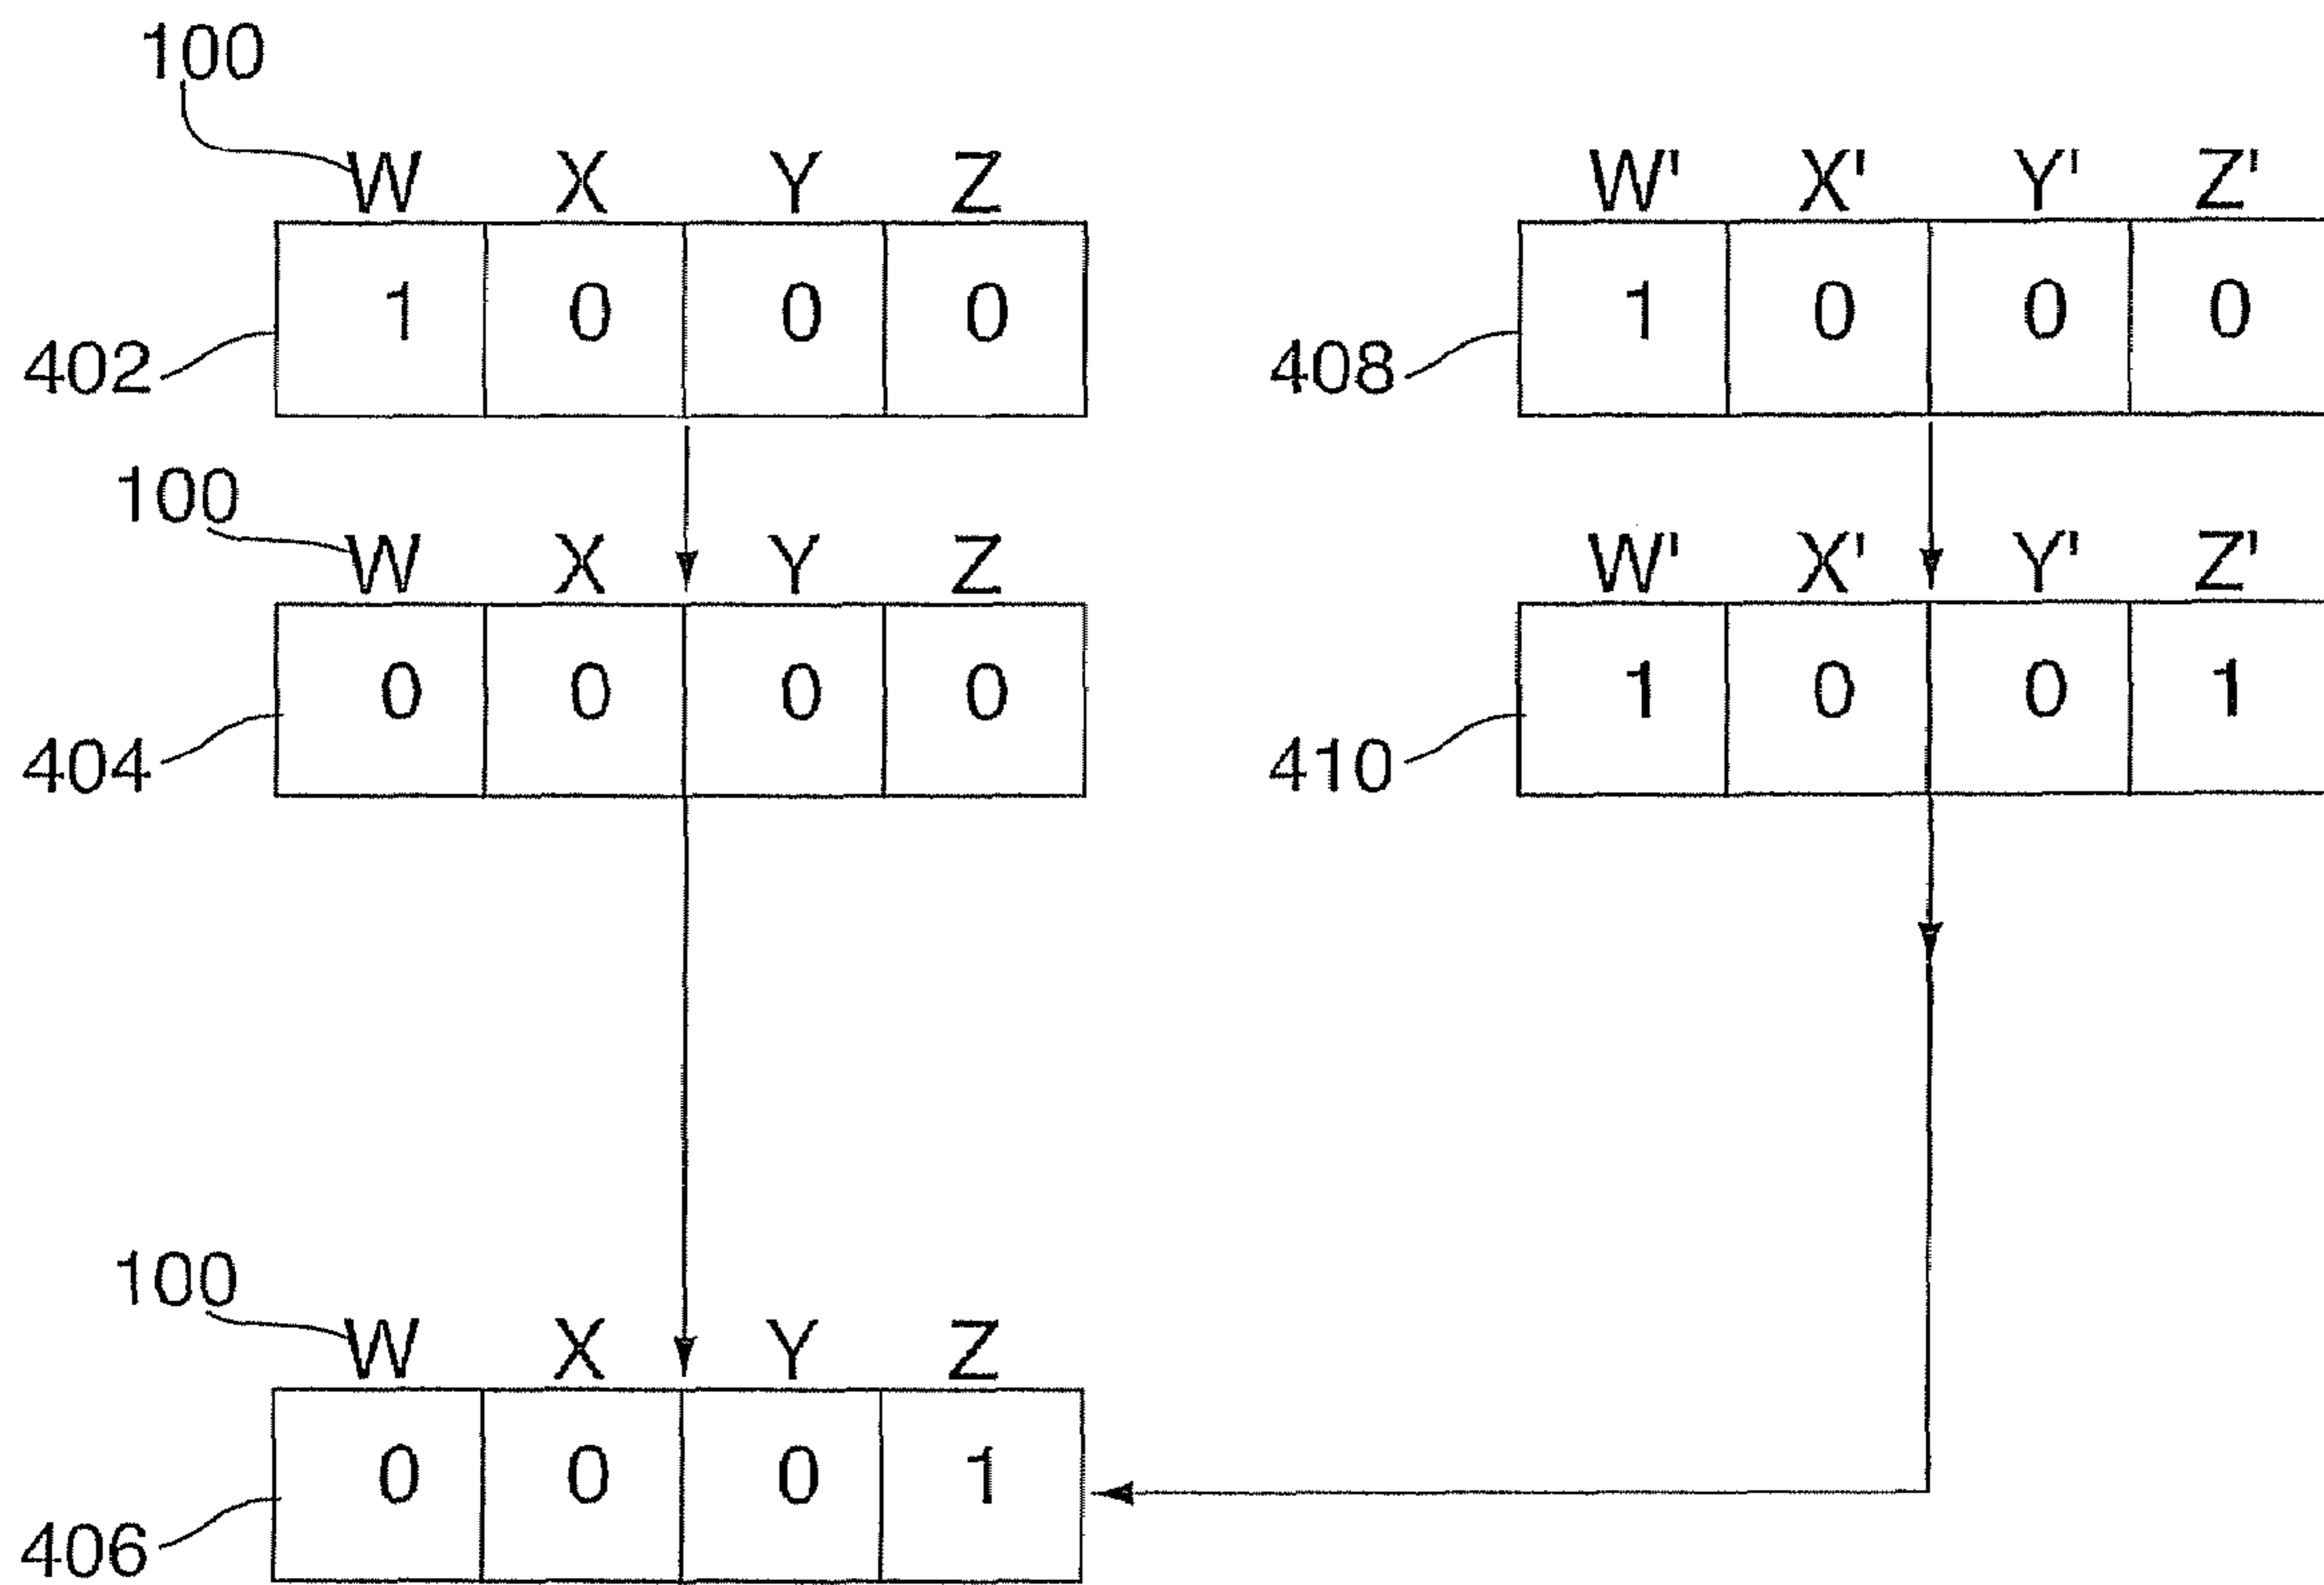 100
W X Y Z W' X' Y' Z'
1 0 0 0 1 0 0 0
402 408
100
W X Y Z W' X' Y' Z'
0 0 0 0 1 0 0 1
404 410
100
W X Y Z
0 0 0 1
406